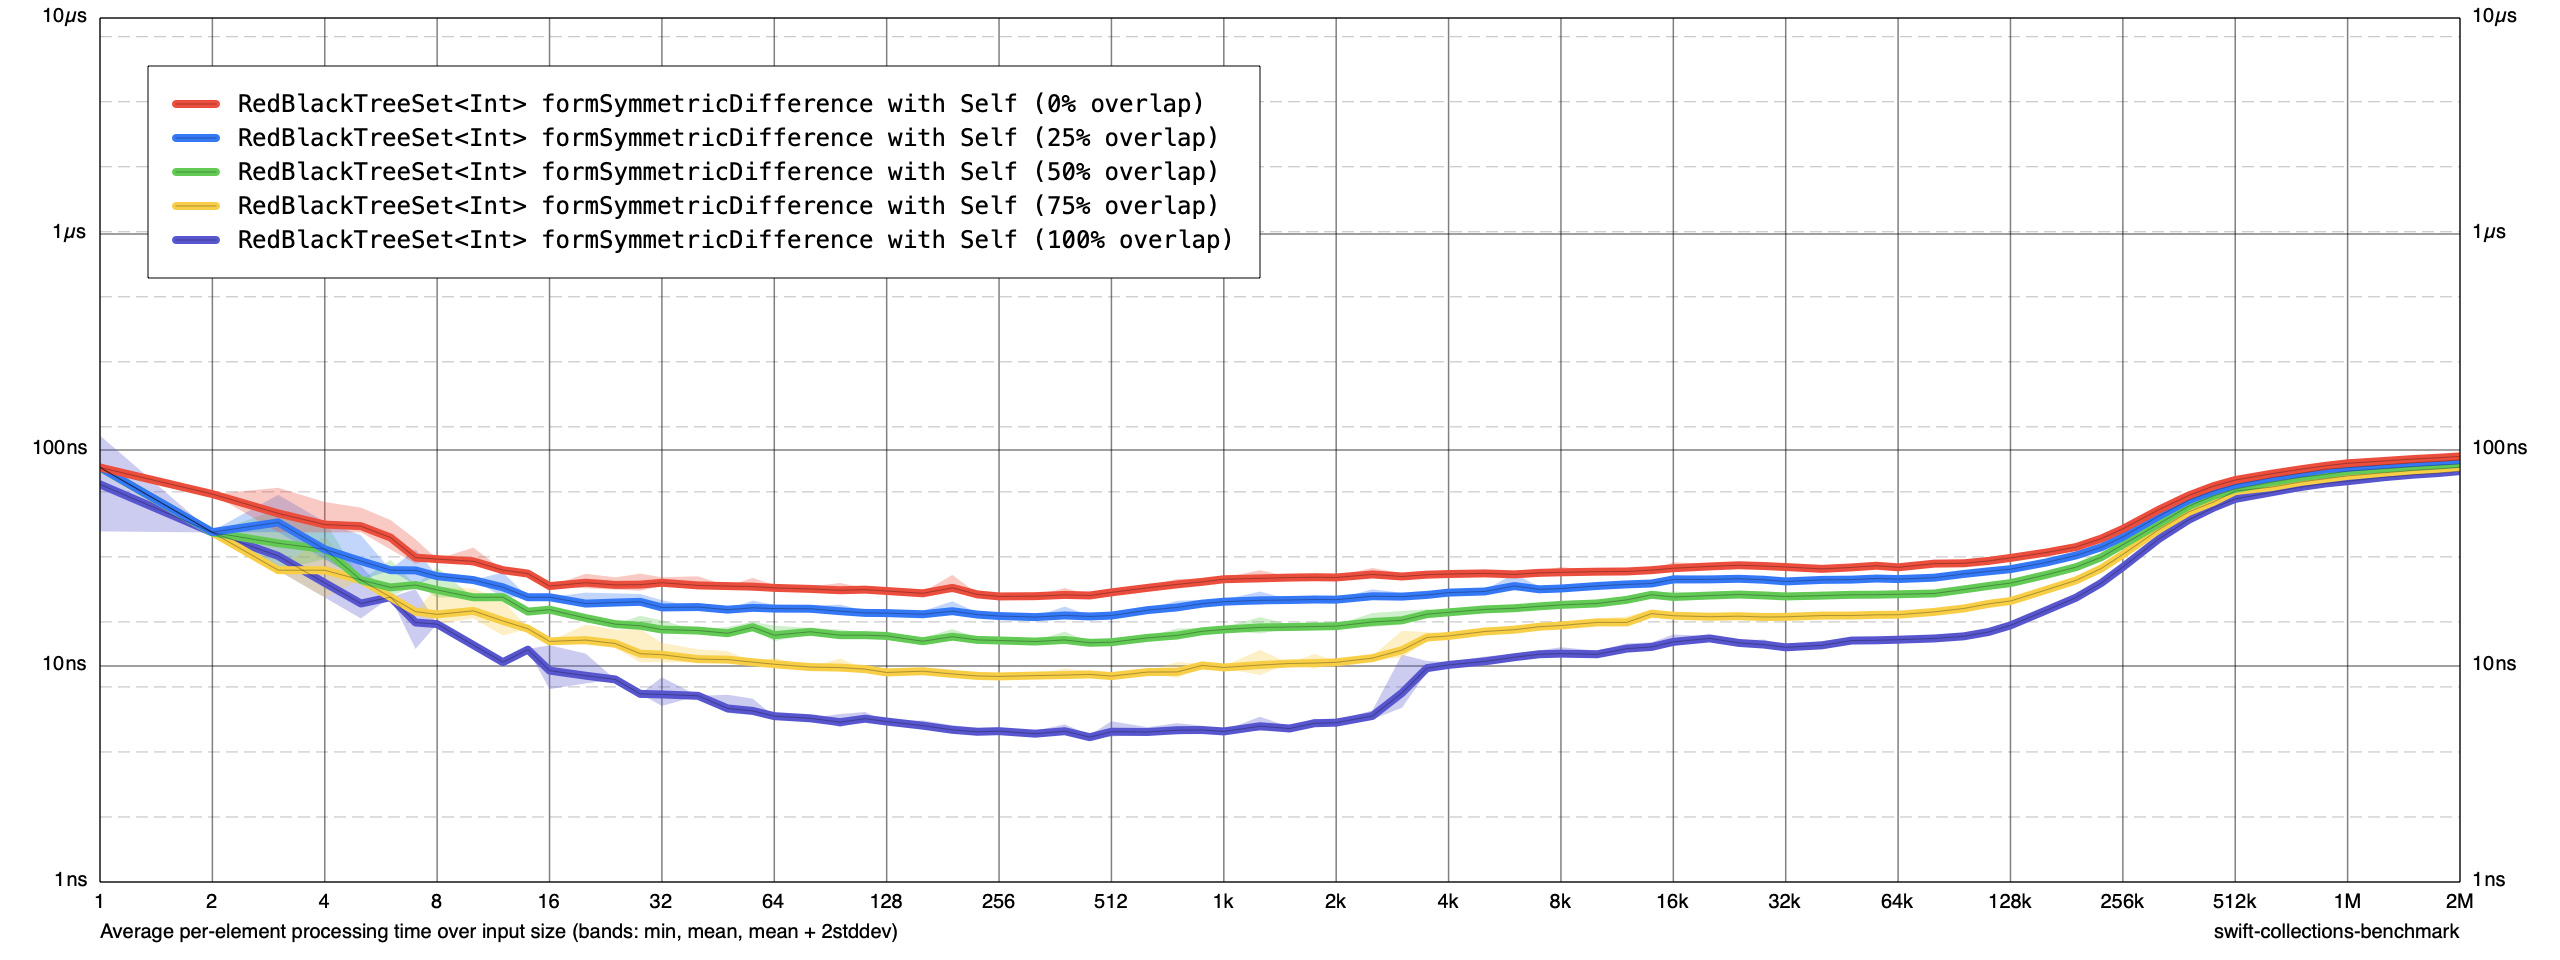 10µs 10µs
RedBlackTreeSet<Int> formSymmetricDifference with Self (0% overlap)
RedBlackTreeSet<Int> formSymmetricDifference with Self (25% overlap)
RedBlackTreeSet<Int> formSymmetricDifference with Self (50% overlap)
RedBlackTreeSet<Int> formSymmetricDifference with Self (75% overlap)
RedBlackTreeSet<Int> formSymmetricDifference with Self (100% overlap)
1µs 1µs
100ns 100ns
10ns 10ns
1ns 1ns
1 2 4 8 16 32 64 128 256 512 1k 2k 4k 8k 16k 32k 64k 128k 256k 512k 1M 2M
Average per-element processing time over input size (bands: min, mean, mean + 2stddev) swift-collections-benchmark